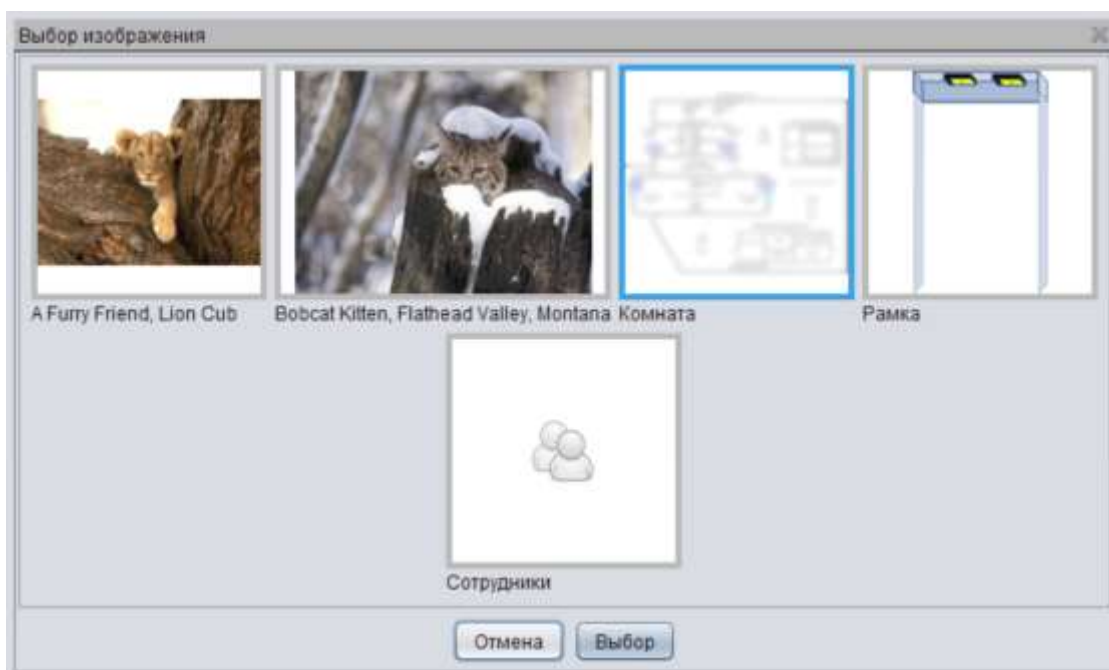 Выбор изображения
A Furry Friend, Lion Cub
Bobcat Kitten, Flathead Valley, Montana
Комната
Рамка
Сотрудники
Отмена
Выбор